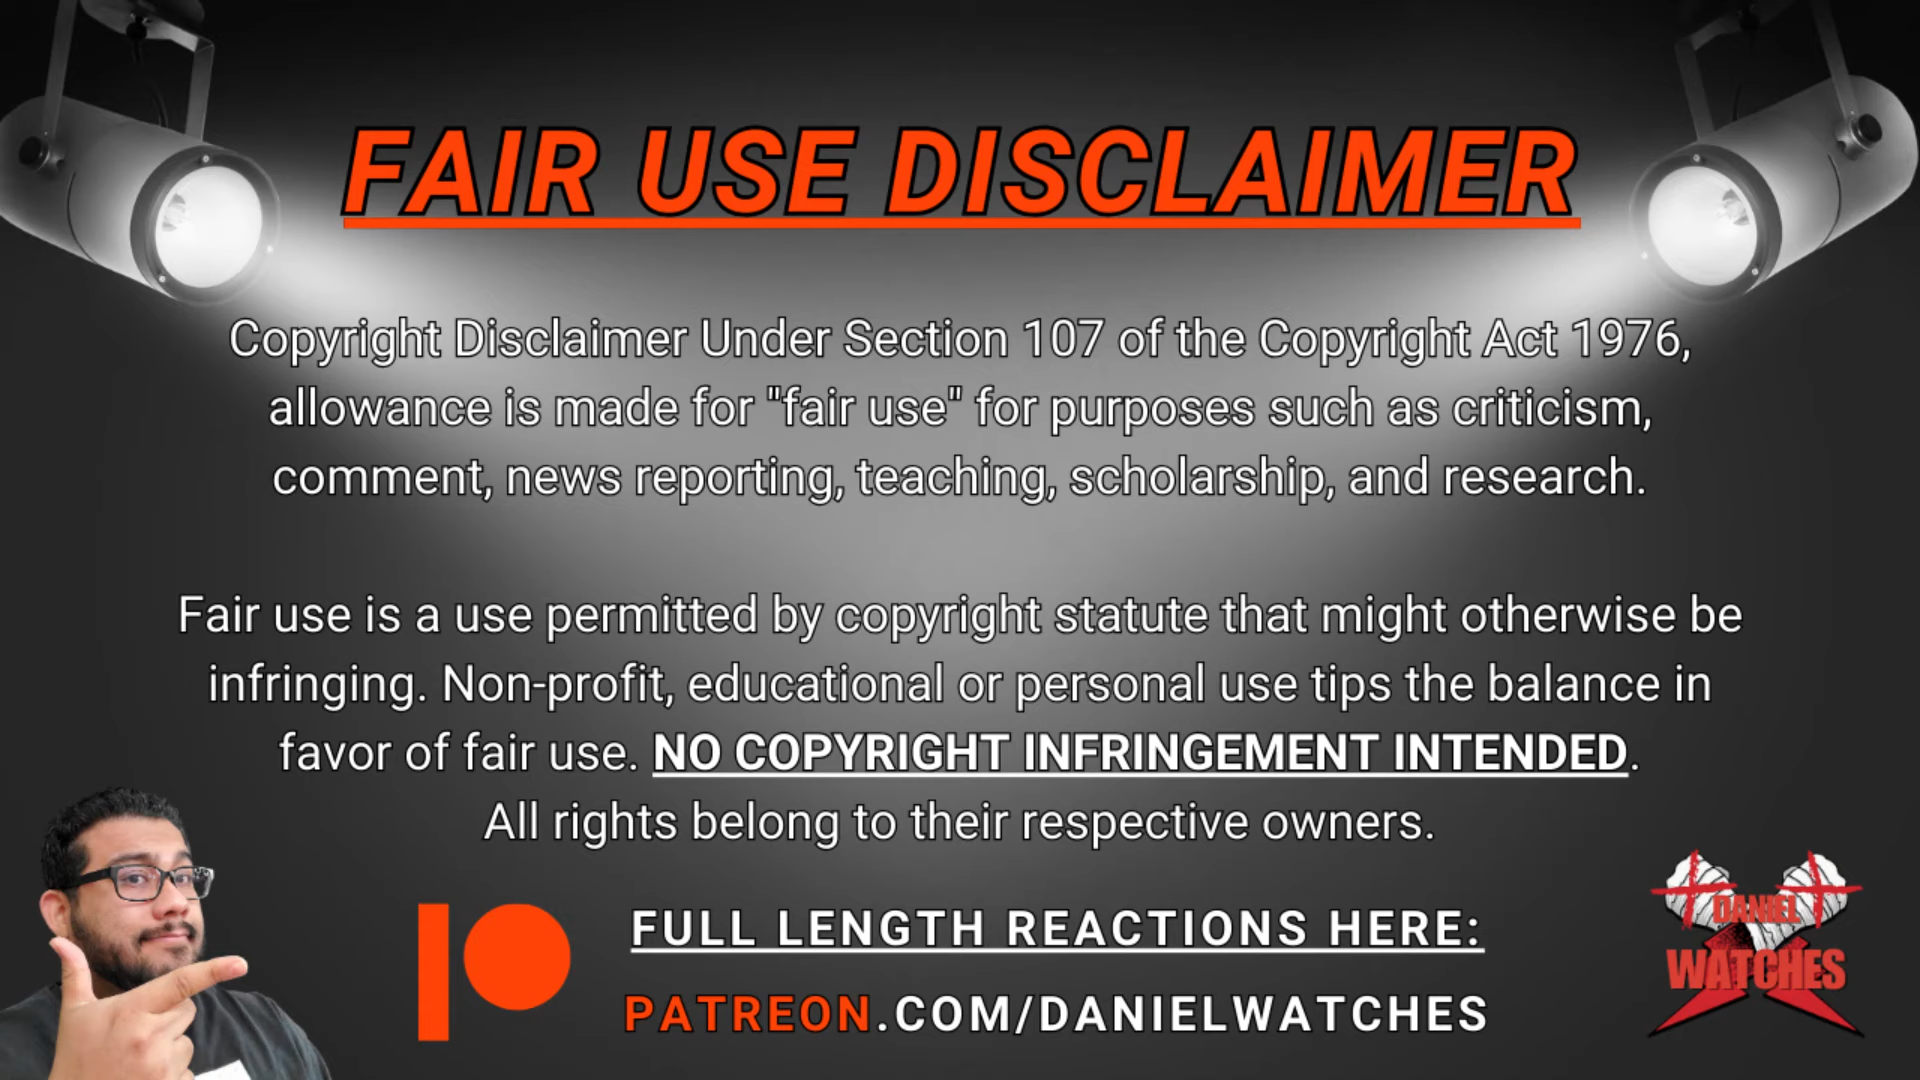 FAIR USE DISCLAIMER
Copyright Disclaimer Under Section 107 of the Copyright Act 1976,
allowance is made for "fair use" for purposes such as criticism,
comment, news reporting, teaching, scholarship, and research.
Fair use is a use permitted by copyright statute that might otherwise be
infringing. Non-profit, educational or personal use tips the balance in
favor of fair use. NO COPYRIGHT INFRINGEMENT INTENDED.
All rights belong to their respective owners.
FULL LENGTH REACTIONS HERE:
PATREON.COM/DANIELWATCHES
DANIEL
WATCHES